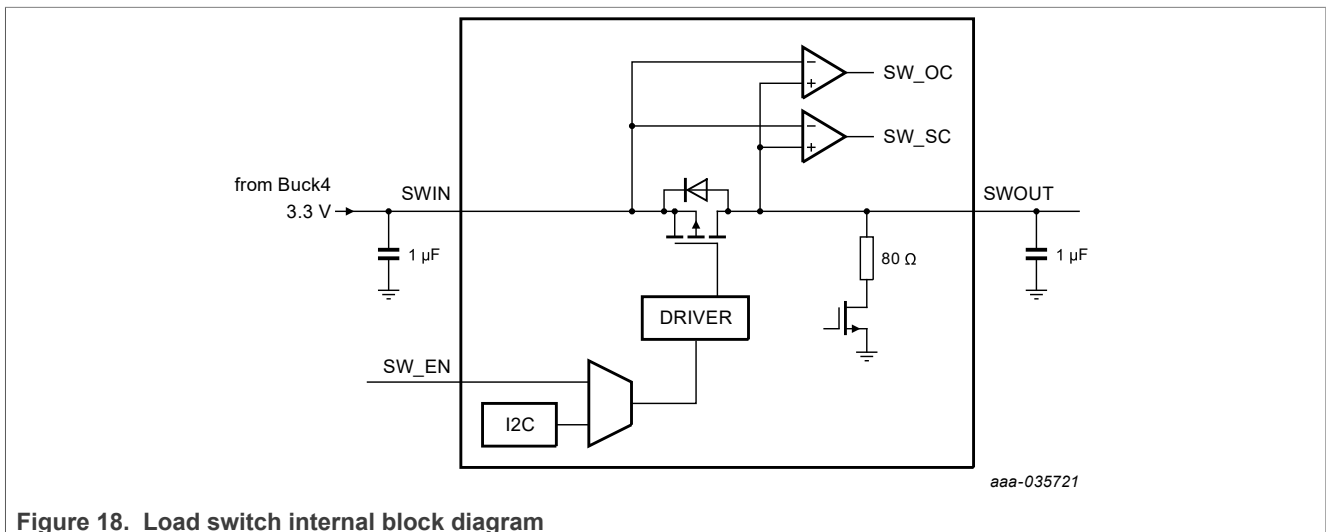 SW_OC
SW_SC
from Buck4
3.3 V
SWIN
SWOUT
1 µF
80 Ω
1 µF
DRIVER
SW_EN
I2C
aaa-035721
Figure 18. Load switch internal block diagram